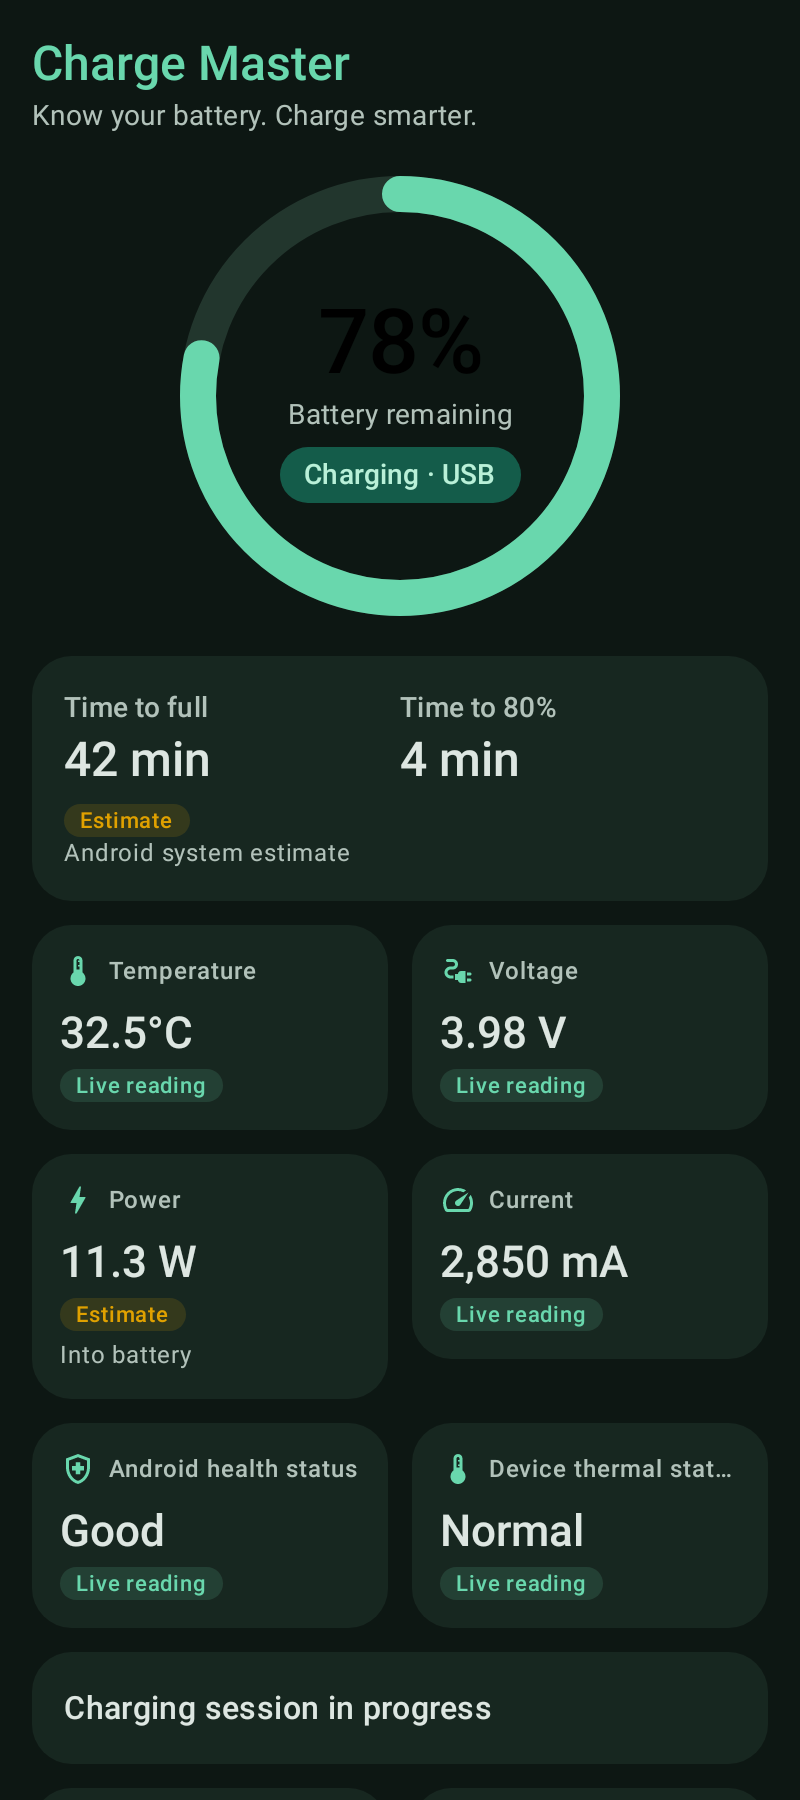 Charge Master
Know your battery. Charge smarter.
78%
Battery remaining
Charging · USB
Time to full
42 min
Estimate
Android system estimate
Time to 80%
4 min
Temperature
32.5°C
Live reading
Voltage
3.98 V
Live reading
Power
11.3 W
Estimate
Into battery
Current
2,850 mA
Live reading
Android health status
Good
Live reading
Device thermal stat…
Normal
Live reading
Charging session in progress